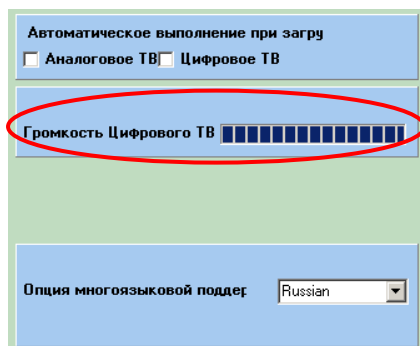 Автоматическое выполнение при загру
Аналоговое ТВ Цифровое ТВ
Громкость Цифрового ТВ
Опция многоязыковой поддер Russian